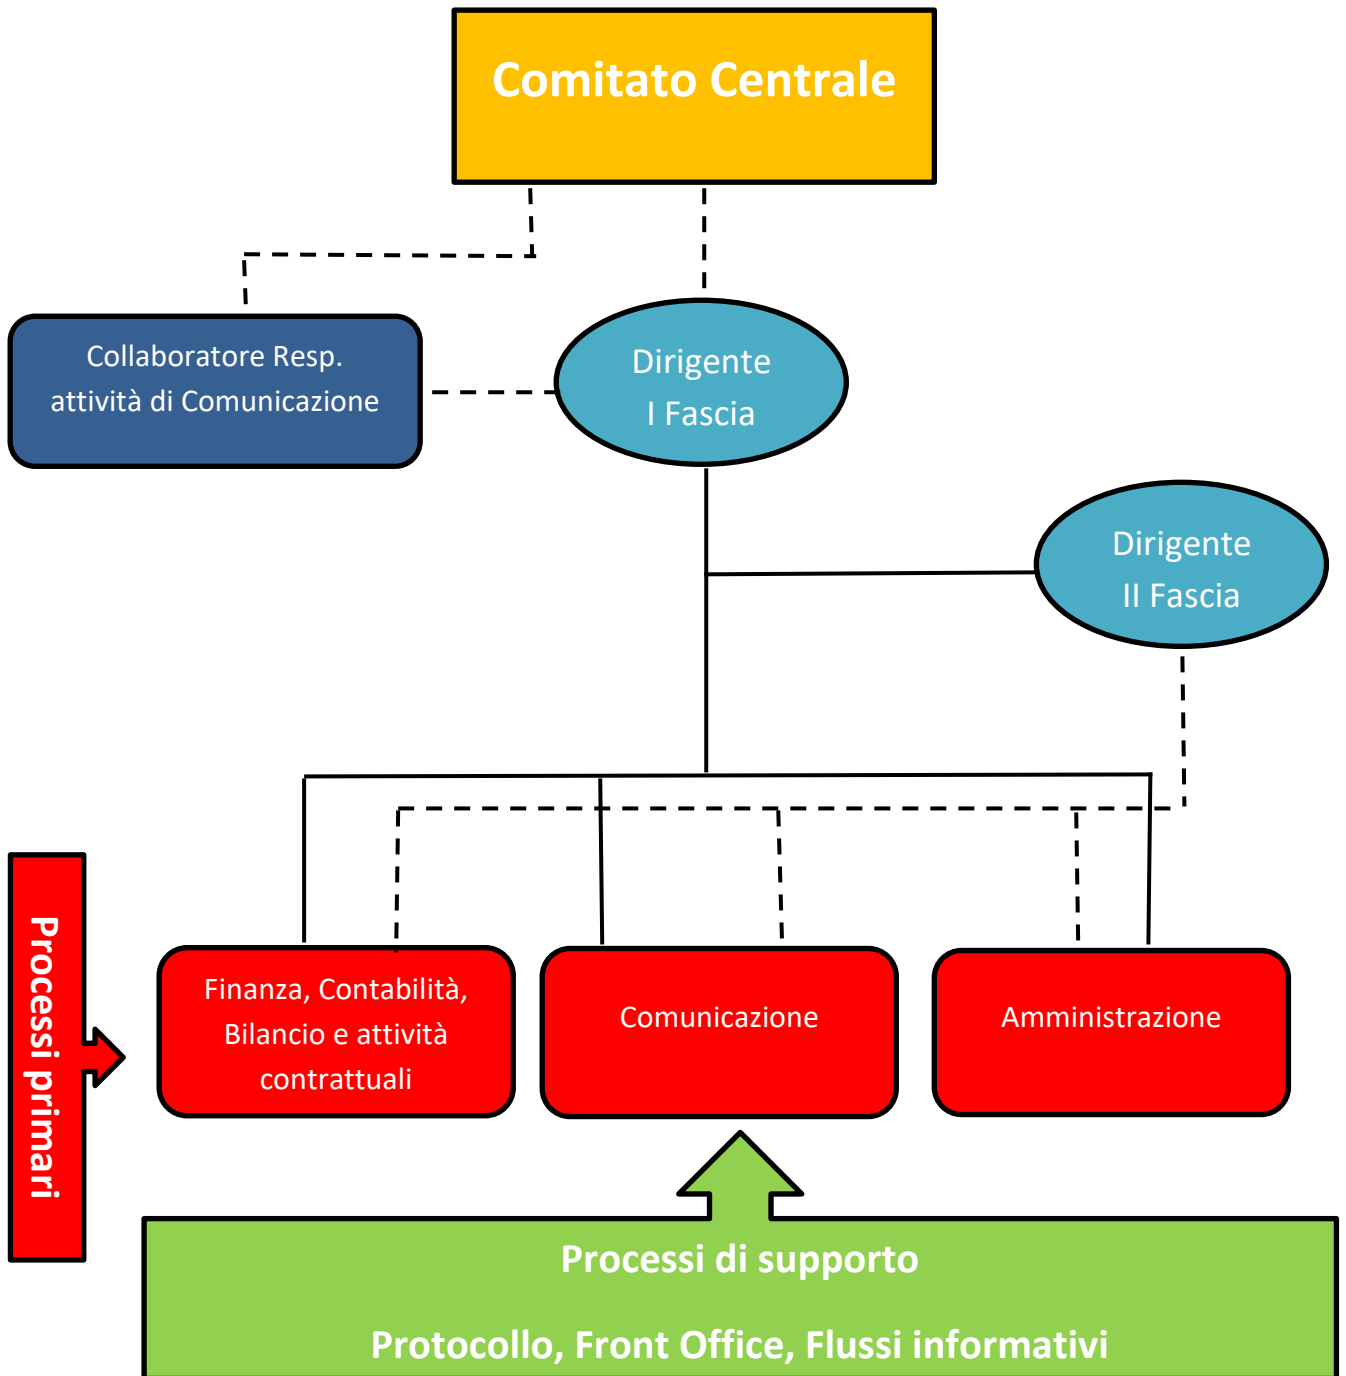 Comitato Centrale
Collaboratore Resp.
attività di Comunicazione
Dirigente
I Fascia
Dirigente
II Fascia
Processi primari
Finanza, Contabilità,
Bilancio e attività
contrattuali
Comunicazione
Amministrazione
Processi di supporto
Protocollo, Front Office, Flussi informativi